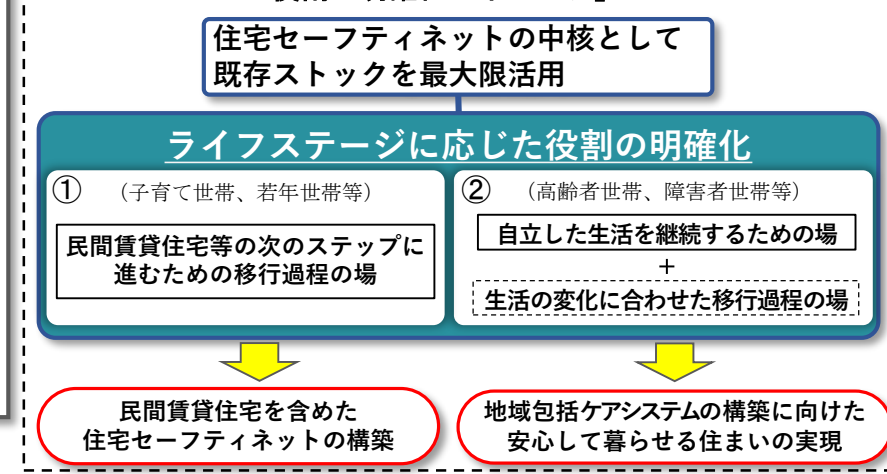 住宅セーフティネットの中核として
既存ストックを最大限活用
ライフステージに応じた役割の明確化
① （子育て世帯、若年世帯等）
民間賃貸住宅等の次のステップに
進むための移行過程の場
② （高齢者世帯、障害者世帯等）
自立した生活を継続するための場
+
生活の変化に合わせた移行過程の場
民間賃貸住宅を含めた
住宅セーフティネットの構築
地域包括ケアシステムの構築に向けた
安心して暮らせる住まいの実現